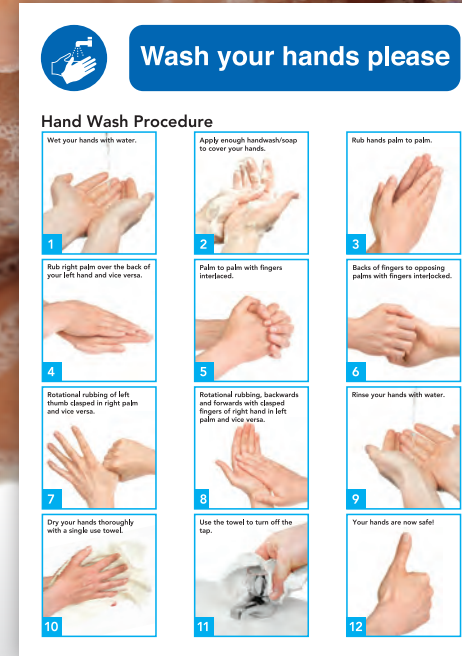 Wash your hands please
Hand Wash Procedure
Wet your hands with water.
1
Apply enough handwash/soap
to cover your hands.
2
Rub hands palm to palm.
3
Rub right palm over the back of
your left hand and vice versa.
4
Palm to palm with fingers
interlaced.
5
Backs of fingers to opposing
palms with fingers interlocked.
6
Rotational rubbing of left
thumb clasped in right palm
and vice versa.
7
Rotational rubbing, backwards
and forwards with clasped
fingers of right hand in left
palm and vice versa.
8
Rinse your hands with water.
9
Dry your hands thoroughly
with a single use towel.
10
Use the towel to turn off the
tap.
11
Your hands are now safe!
12